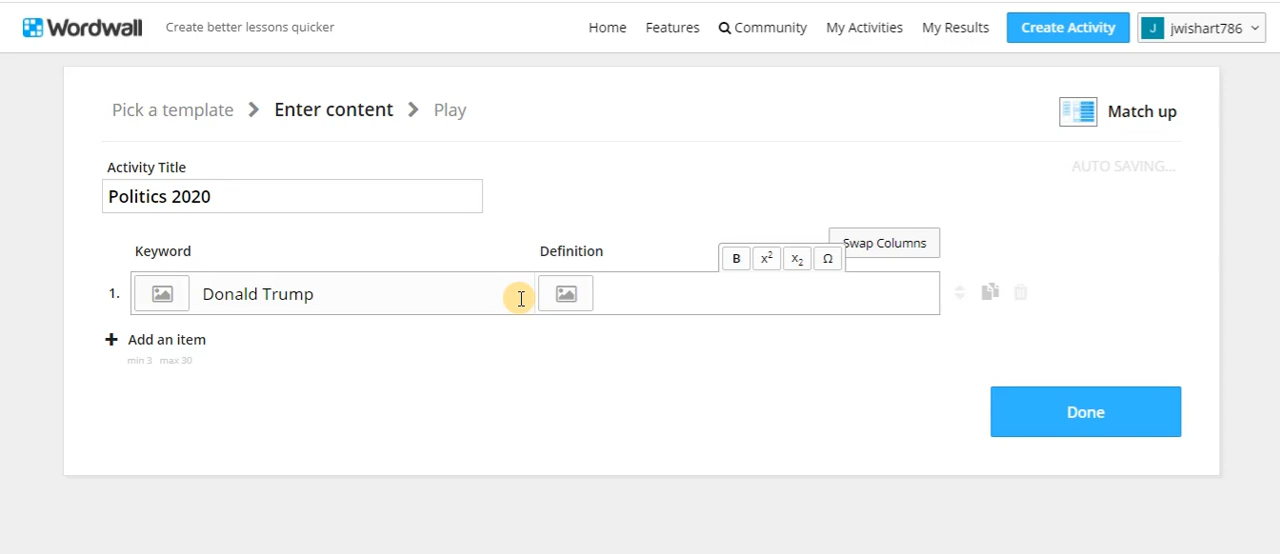 Wordwall Create better lessons quicker Home Features Community My Activities My Results Create Activity J jwishart786
Pick a template Enter content Play Match up
Activity Title AUTO SAVING...
Politics 2020
Keyword Definition Swap Columns
B x² x₂ Ω
1. Donald Trump
+ Add an item
min 3 max 30
Done